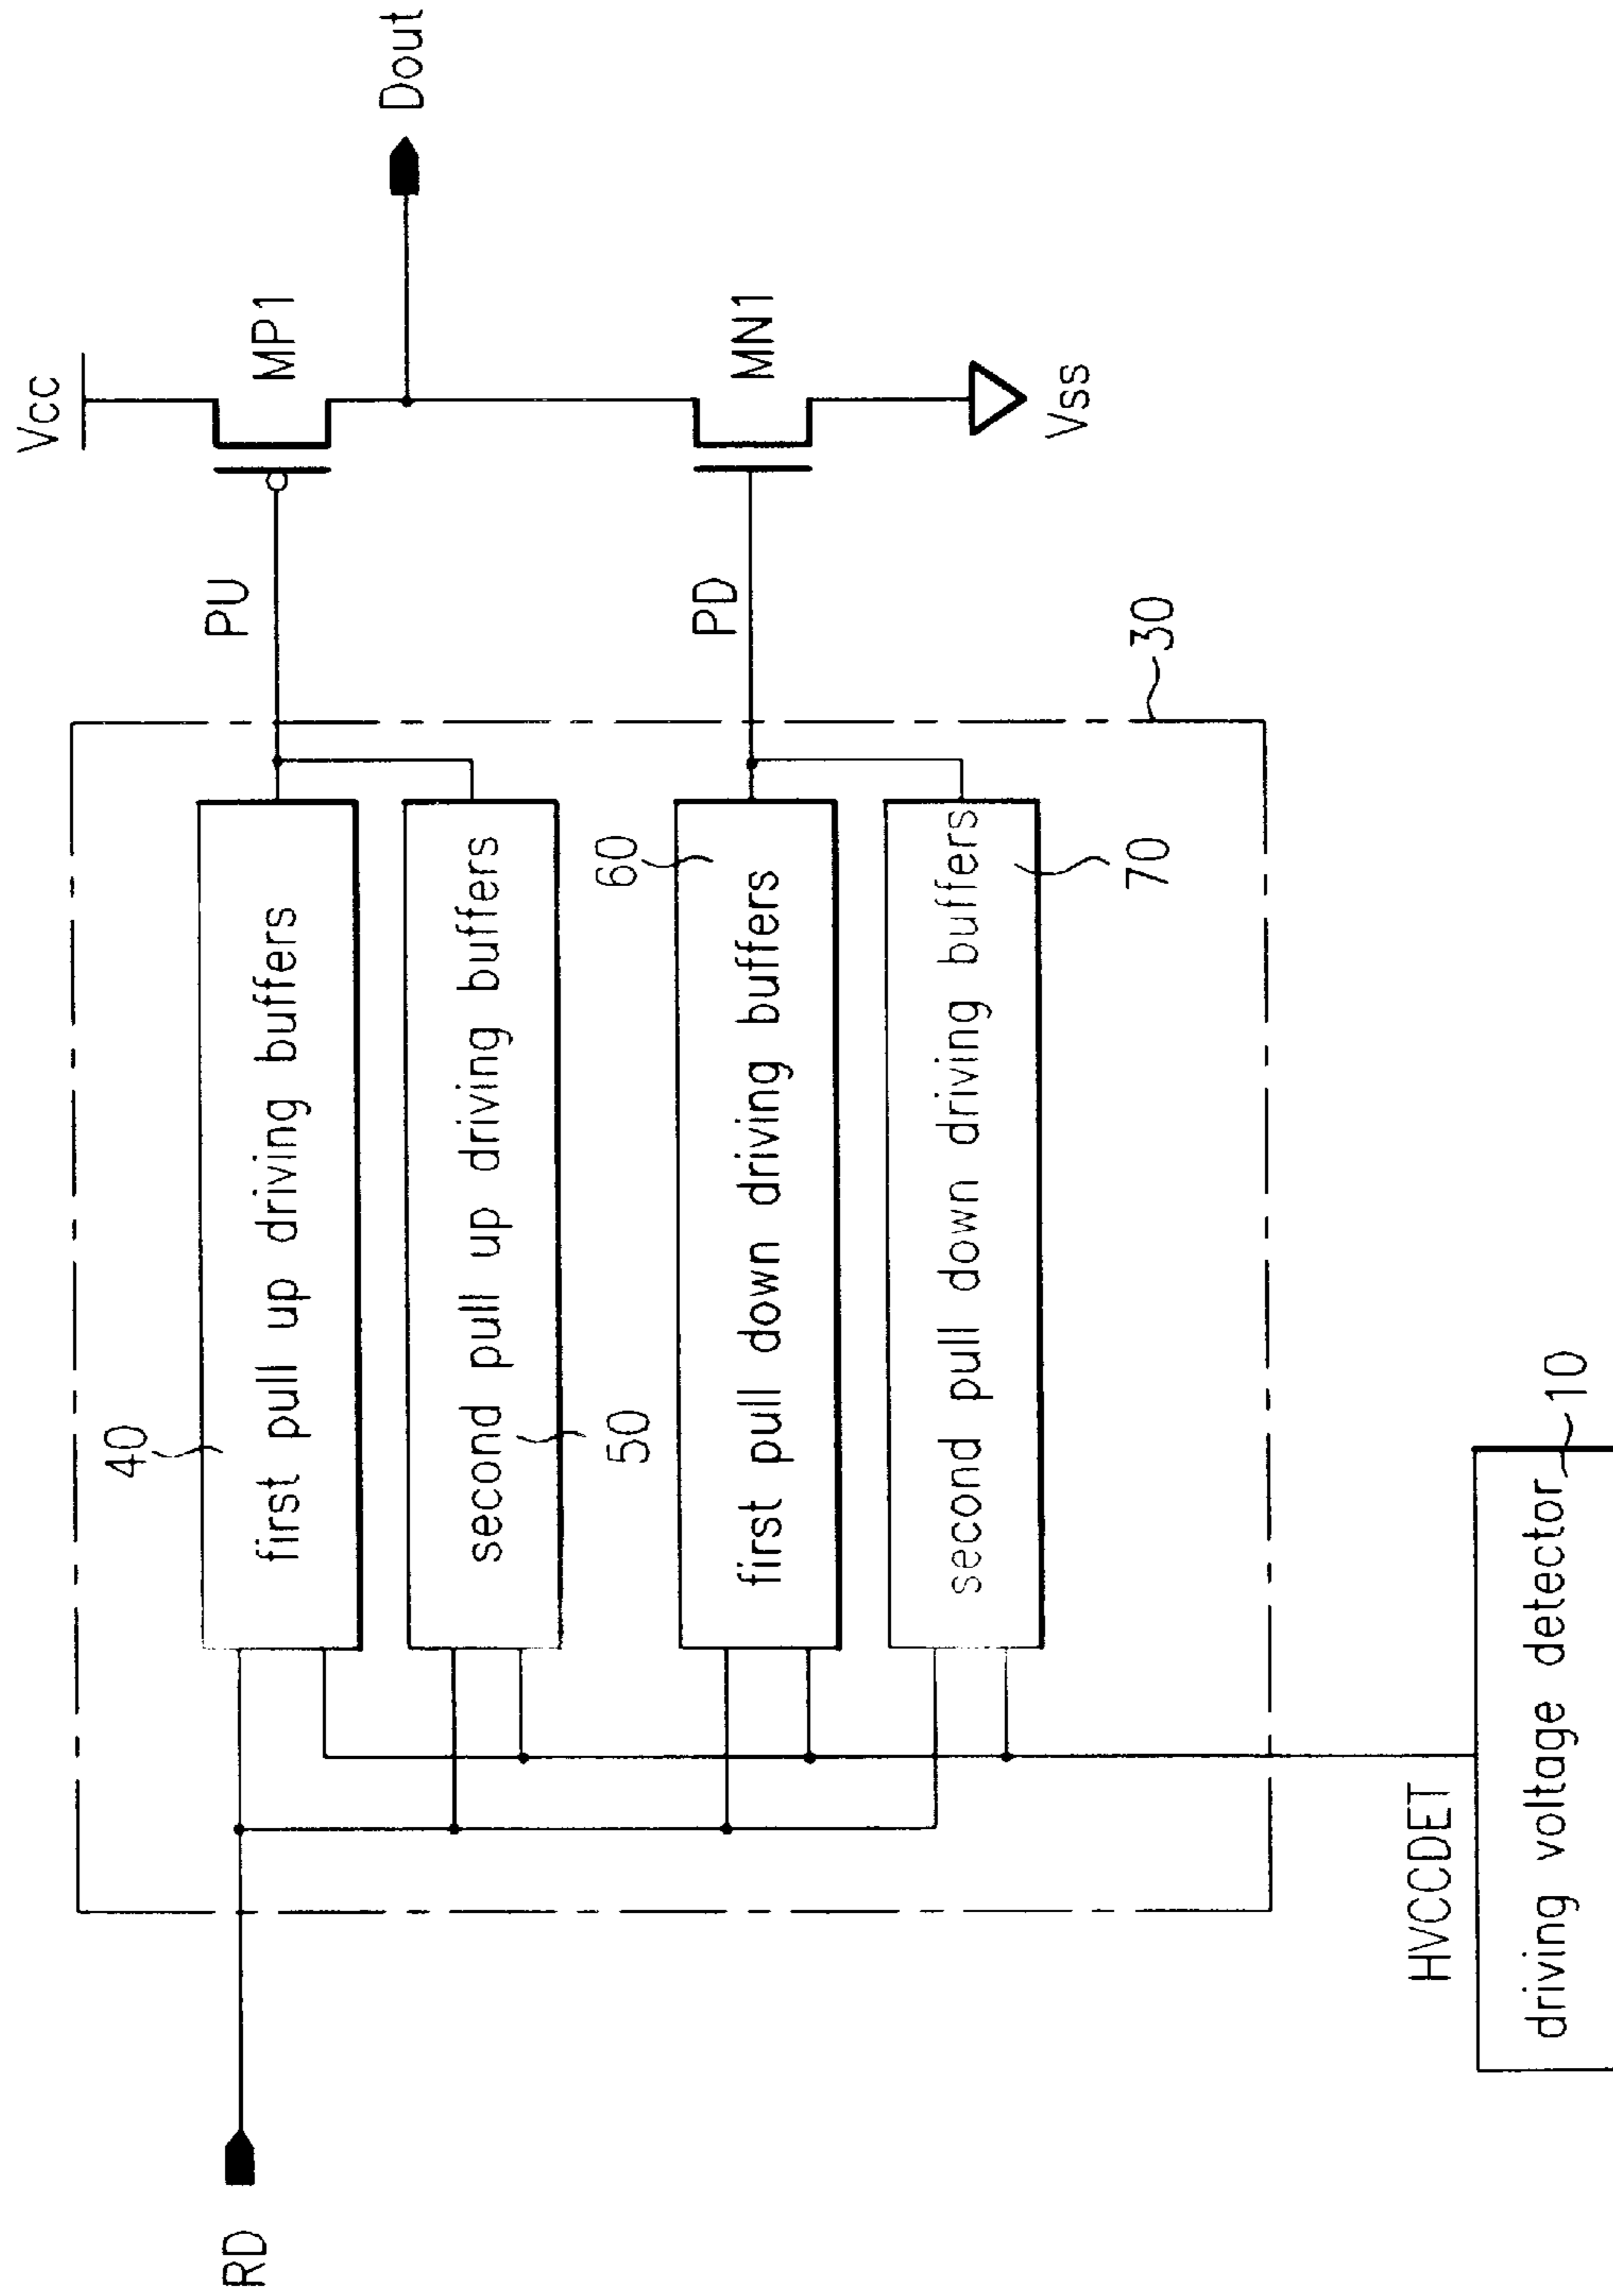 Vcc
40
first pull up driving buffers
PU
MP1
second pull up driving buffers
50
Dout
RD
60
first pull down driving buffers
PD
MN1
second pull down driving buffers
70
Vss
30
HVCCDET
driving voltage detector
10